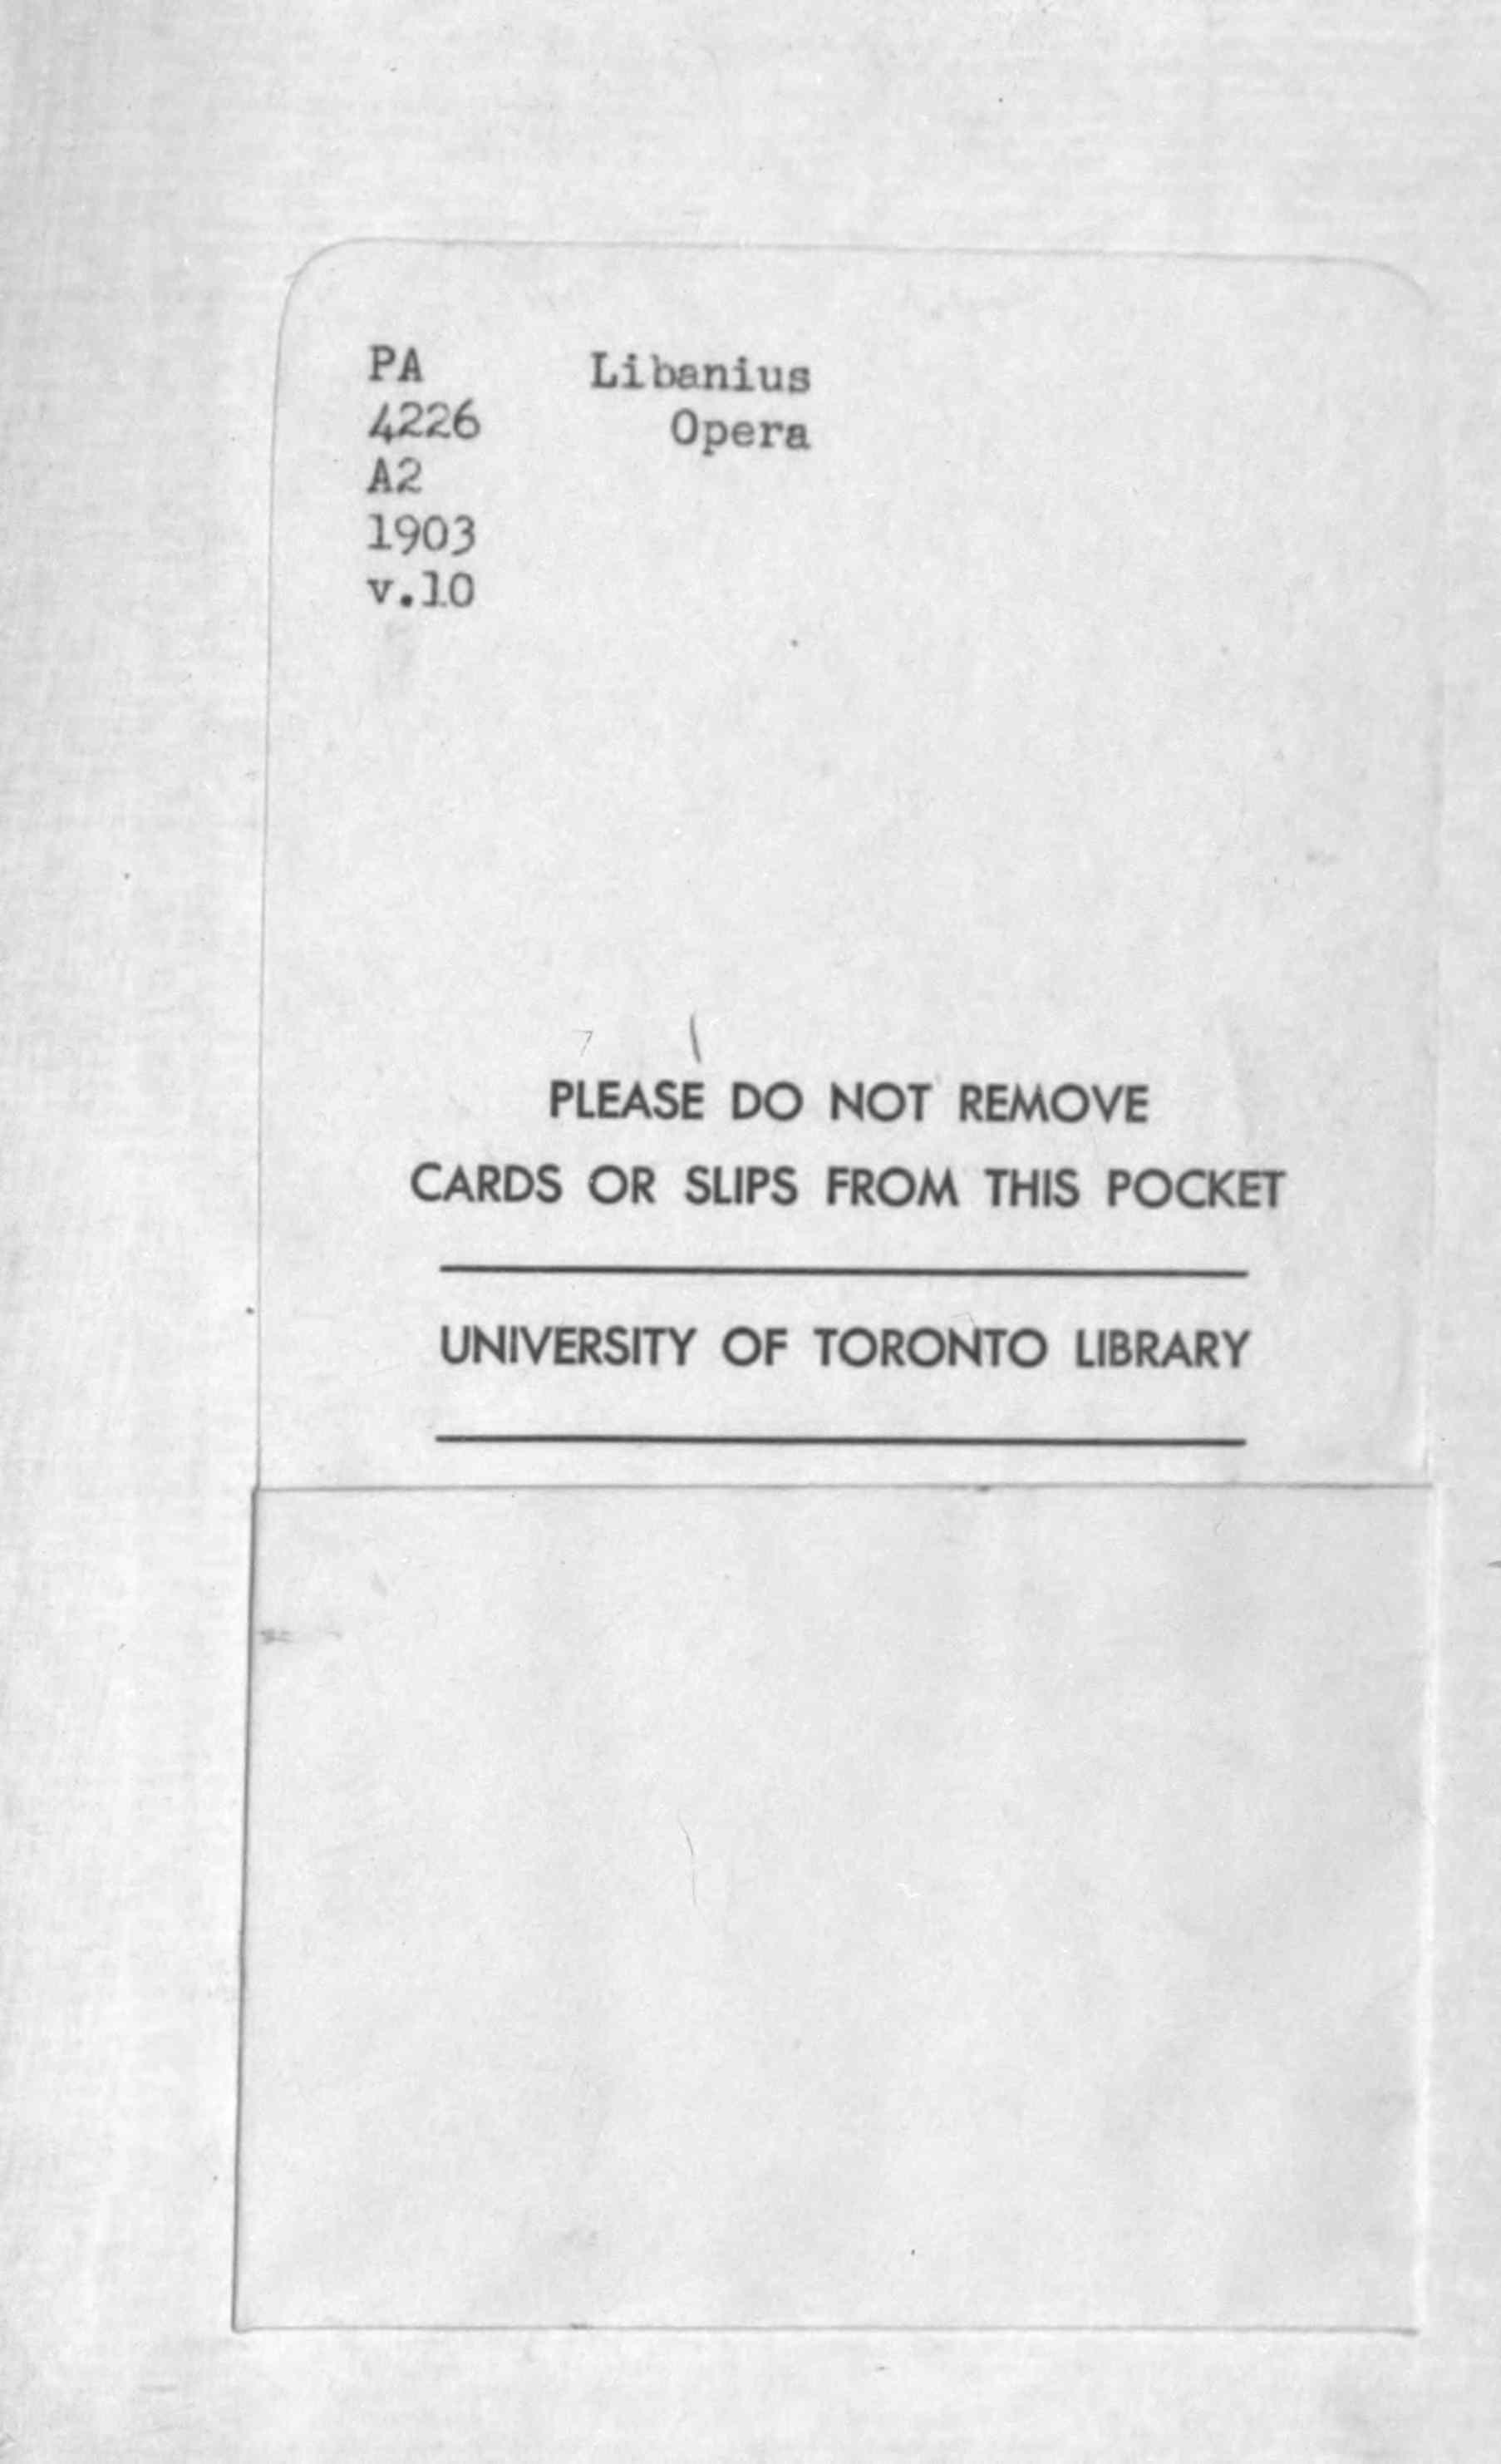 PA Libanius
4226 Opera
A2
1903
v.10
PLEASE DO NOT REMOVE
CARDS OR SLIPS FROM THIS POCKET
UNIVERSITY OF TORONTO LIBRARY